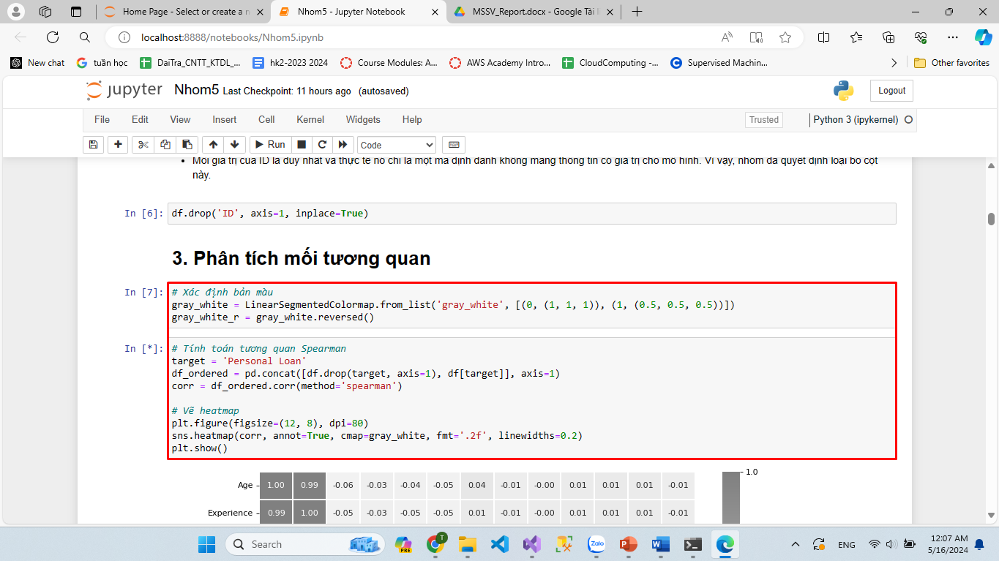 Home Page - Select or create a n
Nhom5 - Jupyter Notebook
MSSV_Report.docx - Google Tài l
localhost:8888/notebooks/Nhom5.ipynb
New chat
tuần học
DaiTra_CNTT_KTDL_...
hk2-2023 2024
Course Modules: A...
AWS Academy Intro...
CloudComputing -...
Supervised Machin...
Other favorites
jupyter Nhom5 Last Checkpoint: 11 hours ago (autosaved)
Logout
File Edit View Insert Cell Kernel Widgets Help
Trusted
Python 3 (ipykernel)
Run
Code
Mỗi giá trị của ID là duy nhất và thực tế nó chỉ là một mã định danh không mang thông tin có giá trị cho mô hình. Vì vậy, nhóm đã quyết định loại bỏ cột
này.
In [6]: df.drop('ID', axis=1, inplace=True)
3. Phân tích mối tương quan
In [7]: # Xác định bản màu
gray_white = LinearSegmentedColormap.from_list('gray_white', [(0, (1, 1, 1)), (1, (0.5, 0.5, 0.5))])
gray_white_r = gray_white.reversed()
In [*]: # Tính toán tương quan Spearman
target = 'Personal Loan'
df_ordered = pd.concat([df.drop(target, axis=1), df[target]], axis=1)
corr = df_ordered.corr(method='spearman')
# Vẽ heatmap
plt.figure(figsize=(12, 8), dpi=80)
sns.heatmap(corr, annot=True, cmap=gray_white, fmt='.2f', linewidths=0.2)
plt.show()
Age 1.00 0.99 -0.06 -0.03 -0.04 -0.05 0.04 -0.01 -0.00 0.01 0.01 0.01 -0.01
1.0
Experience 0.99 1.00 -0.05 -0.03 -0.05 -0.05 0.01 -0.01 -0.00 0.01 0.01 0.01 -0.01
Search
PRE
T
Zalo
ENG
12:07 AM
5/16/2024